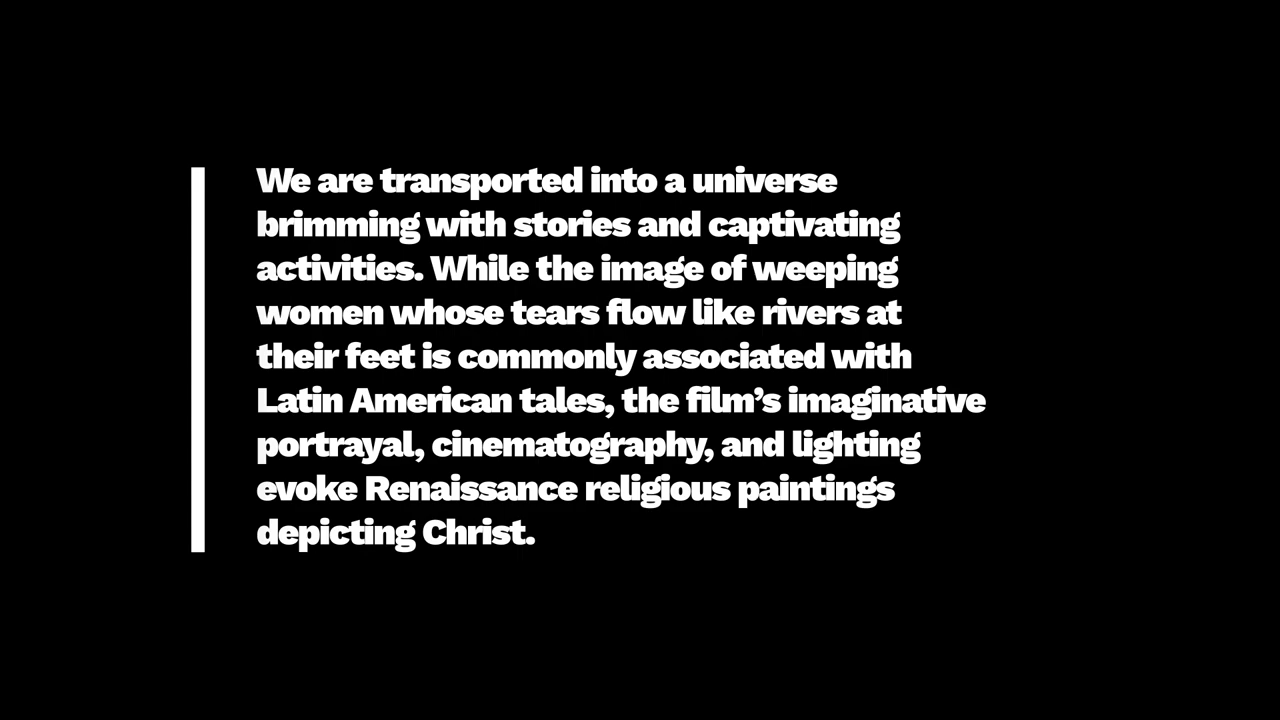 We are transported into a universe
brimming with stories and captivating
activities. While the image of weeping
women whose tears flow like rivers at
their feet is commonly associated with
Latin American tales, the film’s imaginative
portrayal, cinematography, and lighting
evoke Renaissance religious paintings
depicting Christ.